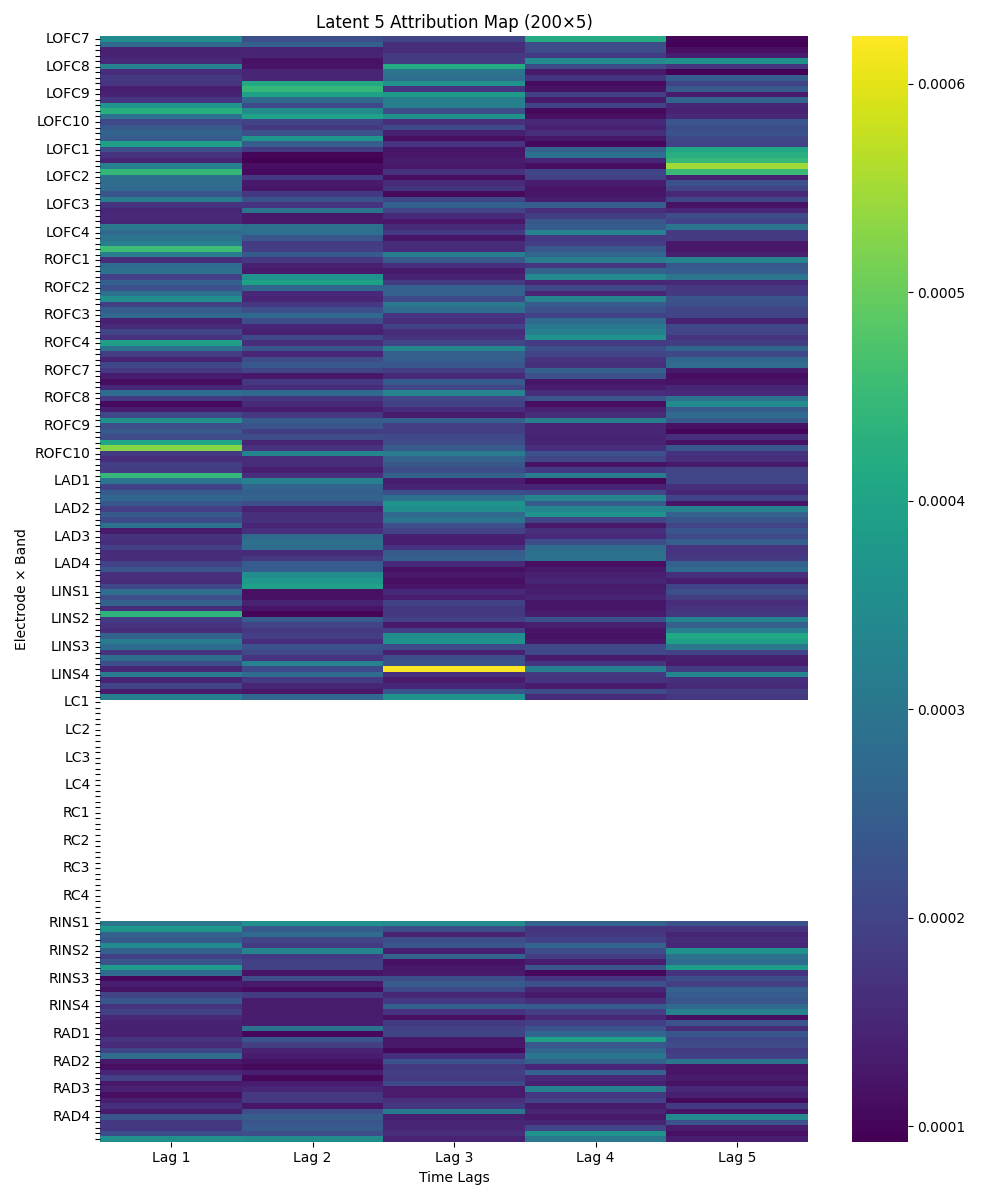 Latent 5 Attribution Map (200×5)
LOFC7
LOFC8
LOFC9
LOFC10
LOFC1
LOFC2
LOFC3
LOFC4
ROFC1
ROFC2
ROFC3
ROFC4
ROFC7
ROFC8
ROFC9
ROFC10
LAD1
LAD2
LAD3
LAD4
LINS1
LINS2
LINS3
LINS4
LC1
LC2
LC3
LC4
RC1
RC2
RC3
RC4
RINS1
RINS2
RINS3
RINS4
RAD1
RAD2
RAD3
RAD4
Electrode × Band
Lag 1 Lag 2 Lag 3 Lag 4 Lag 5
Time Lags
0.0006
0.0005
0.0004
0.0003
0.0002
0.0001